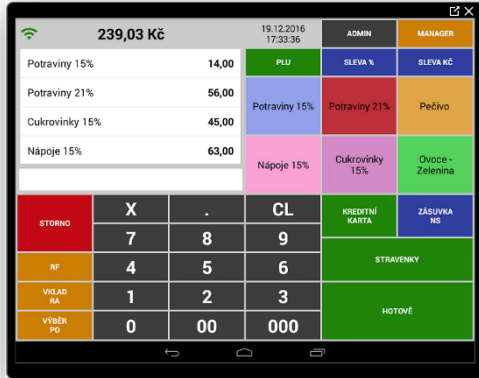 239,03 Kč
19.12.2016
17:33:36
ADMIN
MANAGER
Potraviny 15% 14,00
Potraviny 21% 56,00
Cukrovinky 15% 45,00
Nápoje 15% 63,00
PLU
SLEVA %
SLEVA KČ
Potraviny 15%
Potraviny 21%
Pečivo
Nápoje 15%
Cukrovinky
15%
Ovoce -
Zelenina
STORNO
X
.
CL
KREDITNÍ
KARTA
ZÁSUVKA
NS
7
8
9
RF
4
5
6
STRAVENKY
VKLAD
RA
1
2
3
HOTOVĚ
VÝBĚR
PO
0
00
000